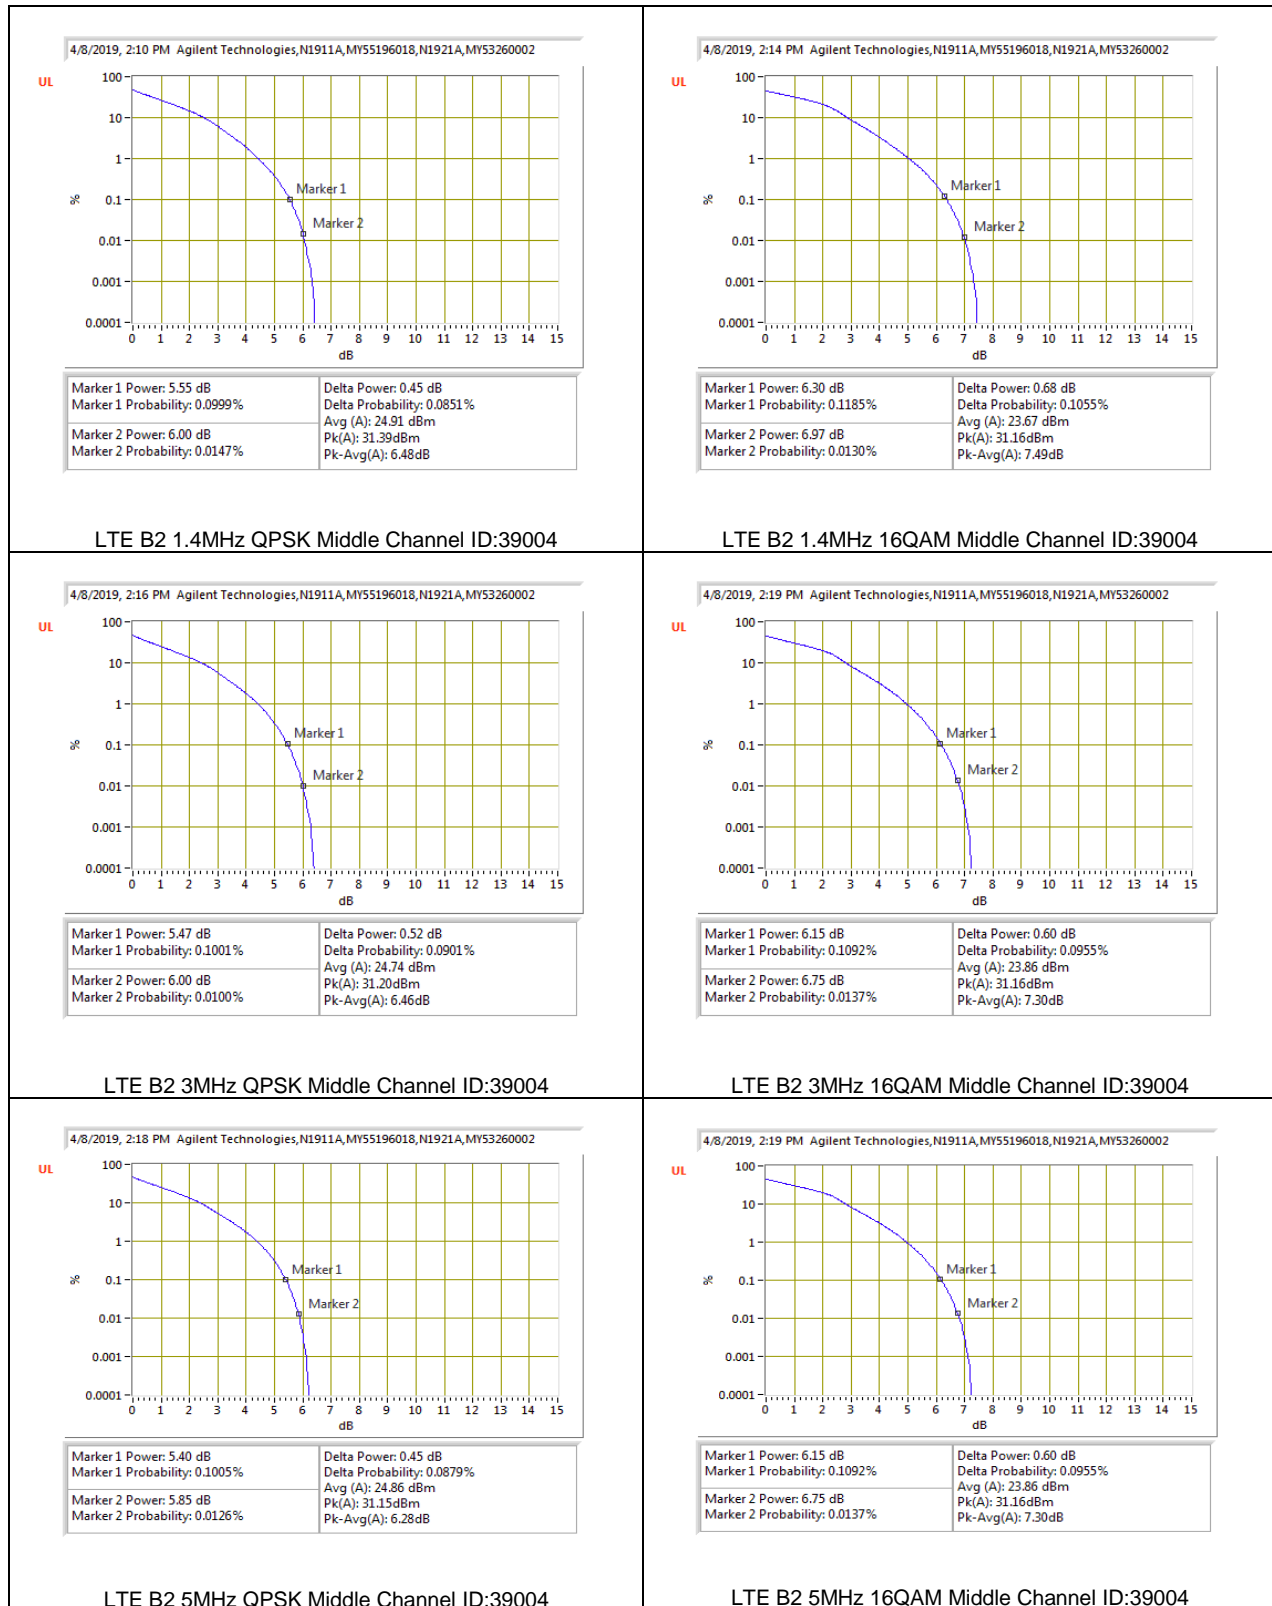 4/8/2019, 2:10 PM Agilent Technologies,N1911A,MY55196018,N1921A,MY53260002
UL
100
10
1
0.1
0.01
0.001
0.0001
%
Marker 1
Marker 2
0 1 2 3 4 5 6 7 8 9 10 11 12 13 14 15
dB
Marker 1 Power: 5.55 dB
Marker 1 Probability: 0.0999%
Marker 2 Power: 6.00 dB
Marker 2 Probability: 0.0147%
Delta Power: 0.45 dB
Delta Probability: 0.0851%
Avg (A): 24.91 dBm
Pk(A): 31.39dBm
Pk-Avg(A): 6.48dB
LTE B2 1.4MHz QPSK Middle Channel ID:39004
4/8/2019, 2:14 PM Agilent Technologies,N1911A,MY55196018,N1921A,MY53260002
UL
100
10
1
0.1
0.01
0.001
0.0001
%
Marker 1
Marker 2
0 1 2 3 4 5 6 7 8 9 10 11 12 13 14 15
dB
Marker 1 Power: 6.30 dB
Marker 1 Probability: 0.1185%
Marker 2 Power: 6.97 dB
Marker 2 Probability: 0.0130%
Delta Power: 0.68 dB
Delta Probability: 0.1055%
Avg (A): 23.67 dBm
Pk(A): 31.16dBm
Pk-Avg(A): 7.49dB
LTE B2 1.4MHz 16QAM Middle Channel ID:39004
4/8/2019, 2:16 PM Agilent Technologies,N1911A,MY55196018,N1921A,MY53260002
UL
100
10
1
0.1
0.01
0.001
0.0001
%
Marker 1
Marker 2
0 1 2 3 4 5 6 7 8 9 10 11 12 13 14 15
dB
Marker 1 Power: 5.47 dB
Marker 1 Probability: 0.1001%
Marker 2 Power: 6.00 dB
Marker 2 Probability: 0.0100%
Delta Power: 0.52 dB
Delta Probability: 0.0901%
Avg (A): 24.74 dBm
Pk(A): 31.20dBm
Pk-Avg(A): 6.46dB
LTE B2 3MHz QPSK Middle Channel ID:39004
4/8/2019, 2:19 PM Agilent Technologies,N1911A,MY55196018,N1921A,MY53260002
UL
100
10
1
0.1
0.01
0.001
0.0001
%
Marker 1
Marker 2
0 1 2 3 4 5 6 7 8 9 10 11 12 13 14 15
dB
Marker 1 Power: 6.15 dB
Marker 1 Probability: 0.1092%
Marker 2 Power: 6.75 dB
Marker 2 Probability: 0.0137%
Delta Power: 0.60 dB
Delta Probability: 0.0955%
Avg (A): 23.86 dBm
Pk(A): 31.16dBm
Pk-Avg(A): 7.30dB
LTE B2 3MHz 16QAM Middle Channel ID:39004
4/8/2019, 2:18 PM Agilent Technologies,N1911A,MY55196018,N1921A,MY53260002
UL
100
10
1
0.1
0.01
0.001
0.0001
%
Marker 1
Marker 2
0 1 2 3 4 5 6 7 8 9 10 11 12 13 14 15
dB
Marker 1 Power: 5.40 dB
Marker 1 Probability: 0.1005%
Marker 2 Power: 5.85 dB
Marker 2 Probability: 0.0126%
Delta Power: 0.45 dB
Delta Probability: 0.0879%
Avg (A): 24.86 dBm
Pk(A): 31.15dBm
Pk-Avg(A): 6.28dB
LTE B2 5MHz QPSK Middle Channel ID:39004
4/8/2019, 2:19 PM Agilent Technologies,N1911A,MY55196018,N1921A,MY53260002
UL
100
10
1
0.1
0.01
0.001
0.0001
%
Marker 1
Marker 2
0 1 2 3 4 5 6 7 8 9 10 11 12 13 14 15
dB
Marker 1 Power: 6.15 dB
Marker 1 Probability: 0.1092%
Marker 2 Power: 6.75 dB
Marker 2 Probability: 0.0137%
Delta Power: 0.60 dB
Delta Probability: 0.0955%
Avg (A): 23.86 dBm
Pk(A): 31.16dBm
Pk-Avg(A): 7.30dB
LTE B2 5MHz 16QAM Middle Channel ID:39004